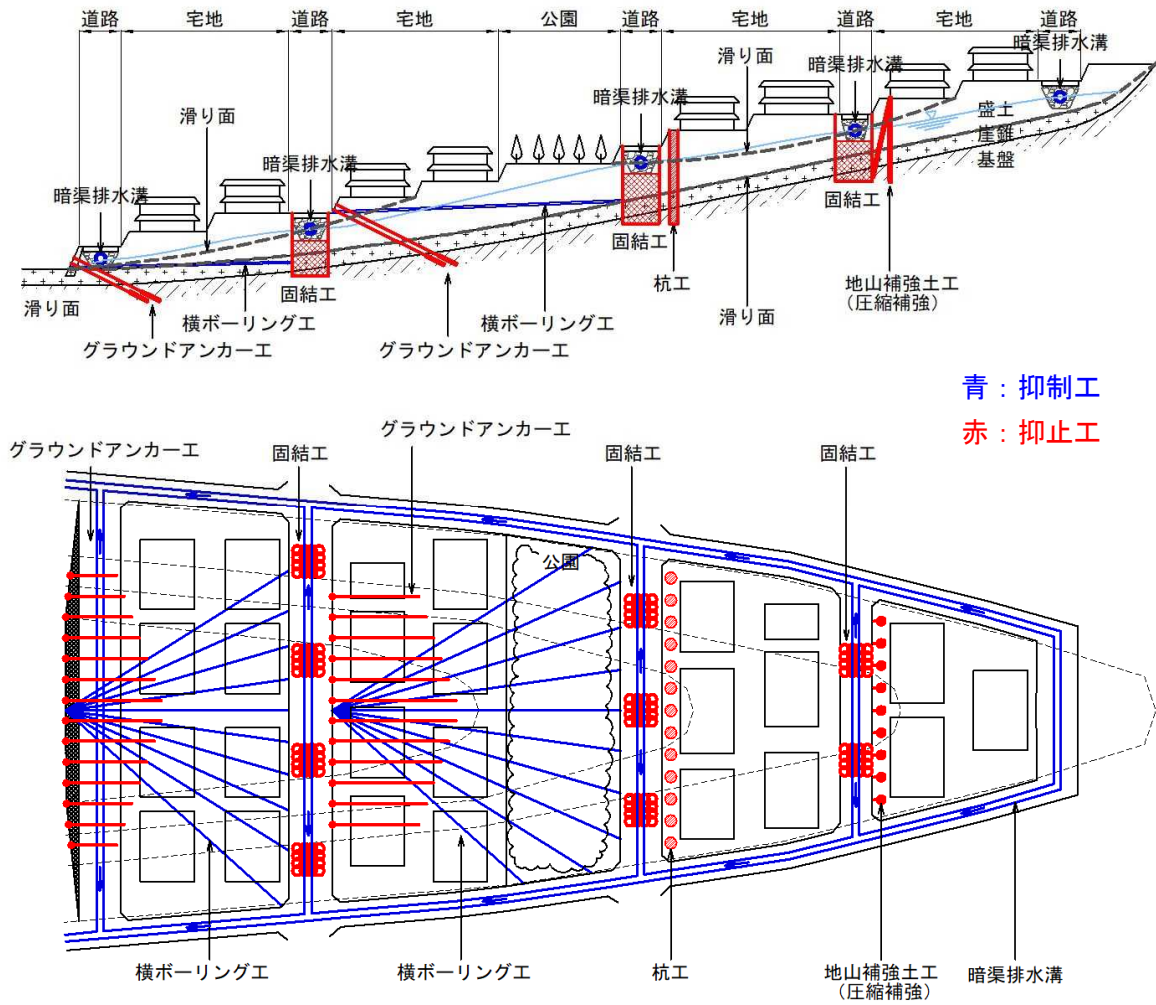 道路
宅地
道路
宅地
公園
道路
宅地
道路
宅地
道路
暗渠排水溝
滑り面
暗渠排水溝
暗渠排水溝
滑り面
暗渠排水溝
暗渠排水溝
盛土
崖錐
基盤
固結工
固結工
杭工
地山補強土工
(圧縮補強)
滑り面
固結工
横ボーリング工
横ボーリング工
滑り面
グラウンドアンカー工
グラウンドアンカー工
青:抑制工
赤:抑止工
グラウンドアンカー工
固結工
グラウンドアンカー工
固結工
固結工
公園
横ボーリング工
横ボーリング工
杭工
地山補強土工
(圧縮補強)
暗渠排水溝